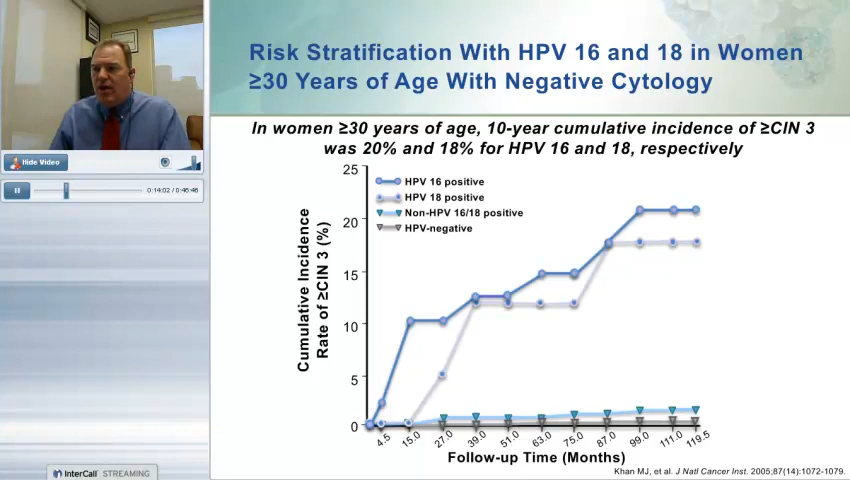 Risk Stratification With HPV 16 and 18 in Women
≥30 Years of Age With Negative Cytology
In women ≥30 years of age, 10-year cumulative incidence of ≥CIN 3
was 20% and 18% for HPV 16 and 18, respectively
Hide Video
0:14:02 / 0:46:46
25
20
15
10
5
0
Cumulative Incidence
Rate of ≥CIN 3 (%)
HPV 16 positive
HPV 18 positive
Non-HPV 16/18 positive
HPV-negative
4.5 15.0 27.0 39.0 51.0 63.0 75.0 87.0 99.0 111.0 119.5
Follow-up Time (Months)
Khan MJ, et al. J Natl Cancer Inst. 2005;87(14):1072-1079.
InterCall STREAMING